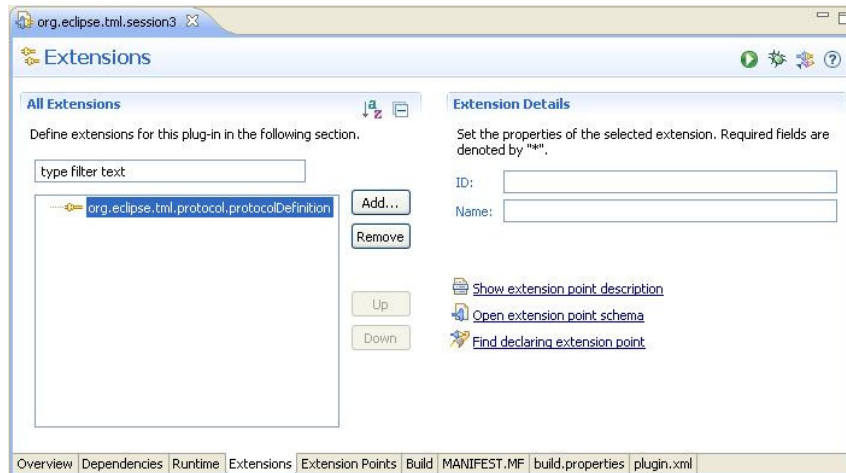 org.eclipse.tml.session3
Extensions
All Extensions
Define extensions for this plug-in in the following section.
type filter text
org.eclipse.tml.protocol.protocolDefinition
Add...
Remove
Up
Down
Extension Details
Set the properties of the selected extension. Required fields are
denoted by "*".
ID:
Name:
Show extension point description
Open extension point schema
Find declaring extension point
Overview Dependencies Runtime Extensions Extension Points Build MANIFEST.MF build.properties plugin.xml